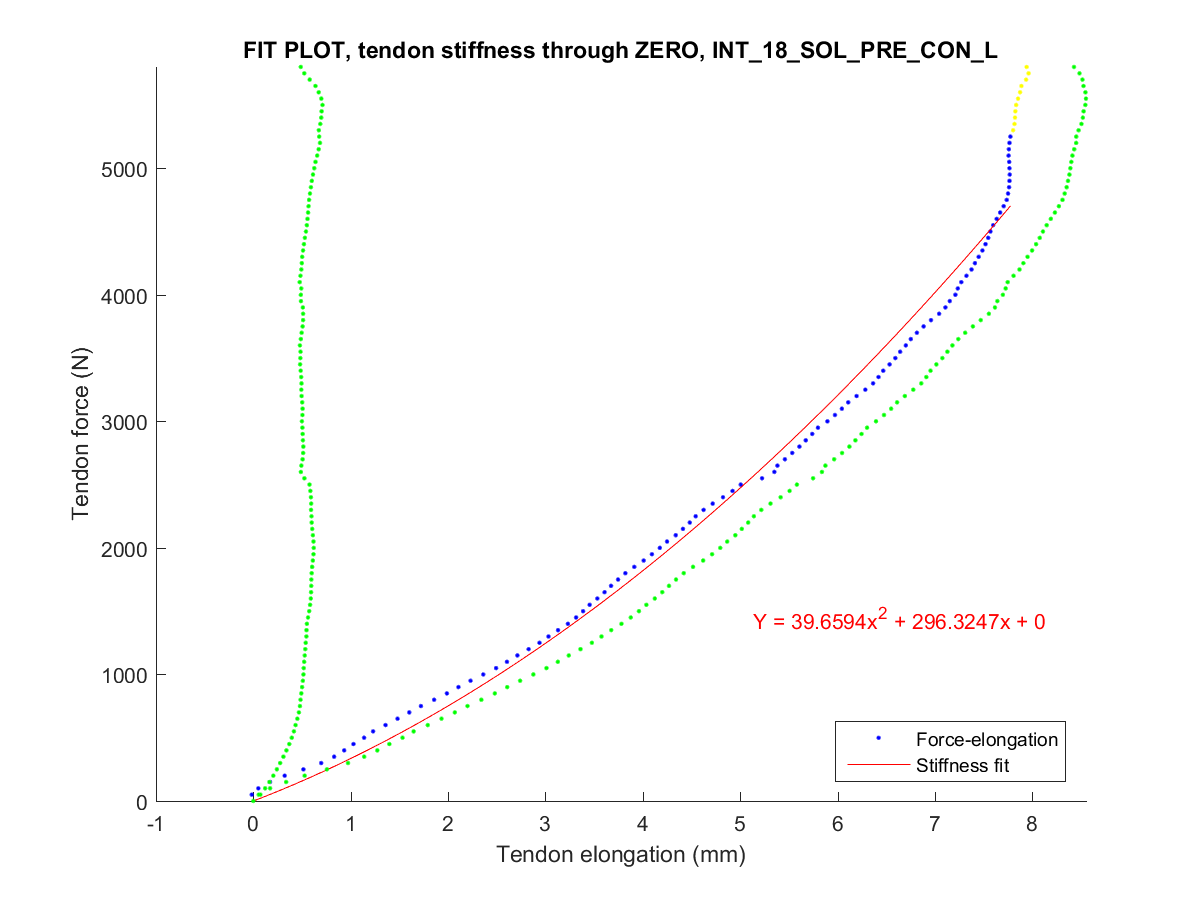 FIT PLOT, tendon stiffness through ZERO, INT_18_SOL_PRE_CON_L
Tendon force (N)
5000
4000
3000
2000
1000
0
Y = 39.6594x² + 296.3247x + 0
Force-elongation
Stiffness fit
-1 0 1 2 3 4 5 6 7 8
Tendon elongation (mm)